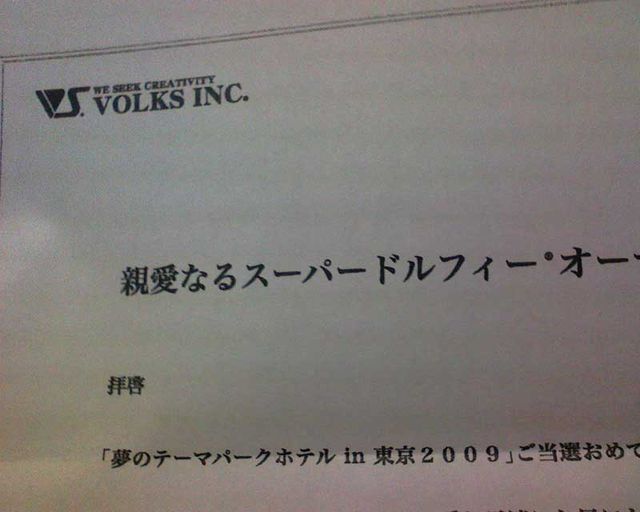 VS.
WE SEEK CREATIVITY
VOLKS INC.
親愛なるスーパードルフィー®オー
拝啓
「夢のテーマパークホテル in 東京２００９」ご当選おめで